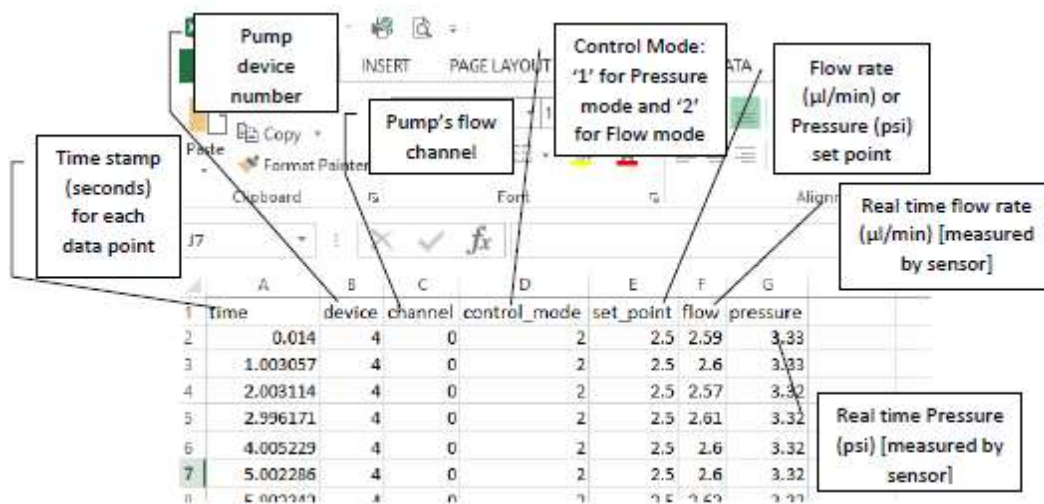 Pump
device
number
INSERT
PAGE LAYOUT
Control Mode:
'1' for Pressure
mode and '2'
for Flow mode
ATA
Flow rate
(µl/min) or
Pressure (psi)
set point
Copy
Format Painter
Clipboard
Pump's flow
channel
Font
Time stamp
(seconds)
for each
data point
Real time flow rate
(µl/min) [measured
by sensor]
J7
fx
A B C D E F G
1 time device channel control_mode set_point flow pressure
2 0.014 4 0 2 2.5 2.59 3.33
3 1.003057 4 0 2 2.5 2.6 3.33
4 2.003114 4 0 2 2.5 2.57 3.32
5 2.996171 4 0 2 2.5 2.61 3.32
6 4.005229 4 0 2 2.5 2.6 3.32
7 5.002286 4 0 2 2.5 2.6 3.32
Real time Pressure
(psi) [measured by
sensor]